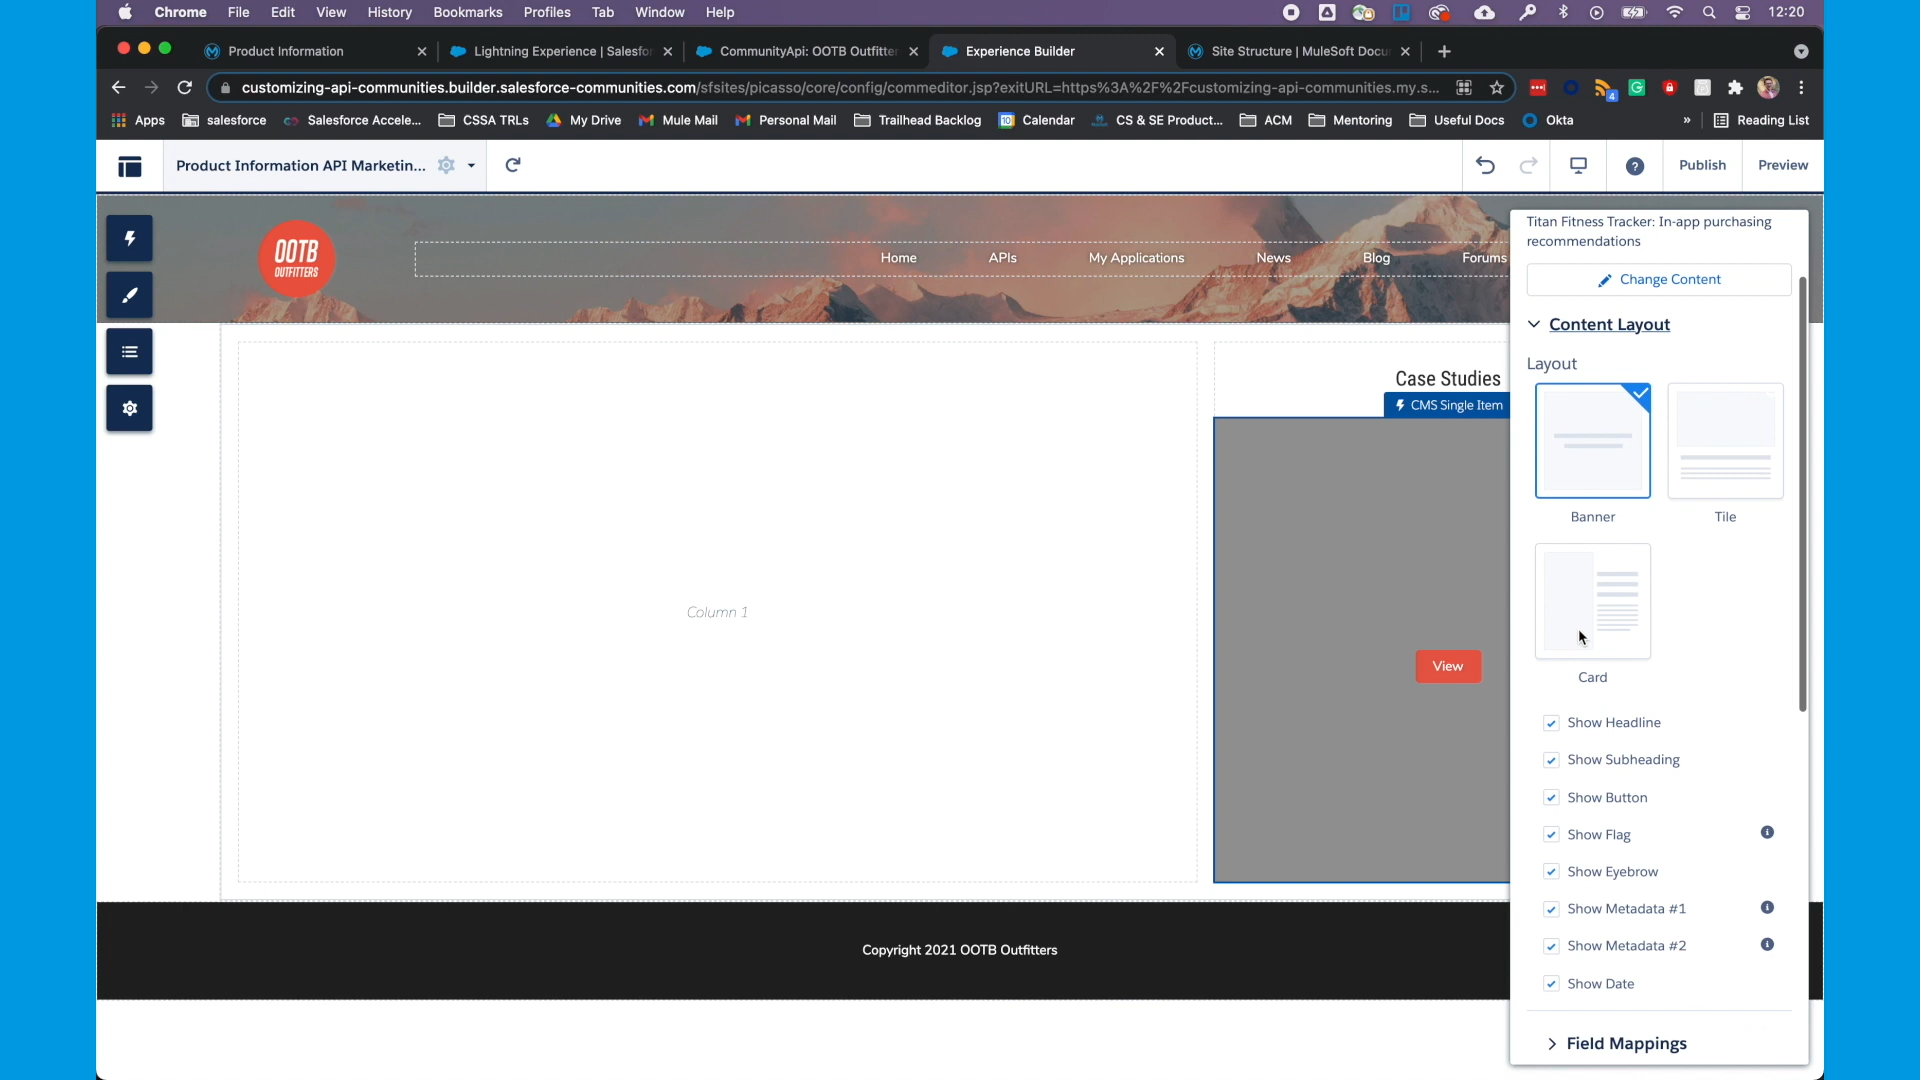 Chrome File Edit View History Bookmarks Profiles Tab Window Help 12:20
Product Information Lightning Experience | Salesfor CommunityApi: OOTB Outfitter Experience Builder Site Structure | MuleSoft Docu
customizing-api-communities.builder.salesforce-communities.com/sfsites/picasso/core/config/commeditor.jsp?exitURL=https%3A%2F%2Fcustomizing-api-communities.my.s... 4
Apps salesforce Salesforce Accele... CSSA TRLs My Drive Mule Mail Personal Mail Trailhead Backlog Calendar CS & SE Product... ACM Mentoring Useful Docs Okta » Reading List
Product Information API Marketin... Publish Preview
OOTB
OUTFITTERS
Home APIs My Applications News Blog Forums
Case Studies
CMS Single Item
Column 1
View
Copyright 2021 OOTB Outfitters
Titan Fitness Tracker: In-app purchasing
recommendations
Change Content
Content Layout
Layout
Banner Tile
Card
Show Headline
Show Subheading
Show Button
Show Flag
Show Eyebrow
Show Metadata #1
Show Metadata #2
Show Date
Field Mappings